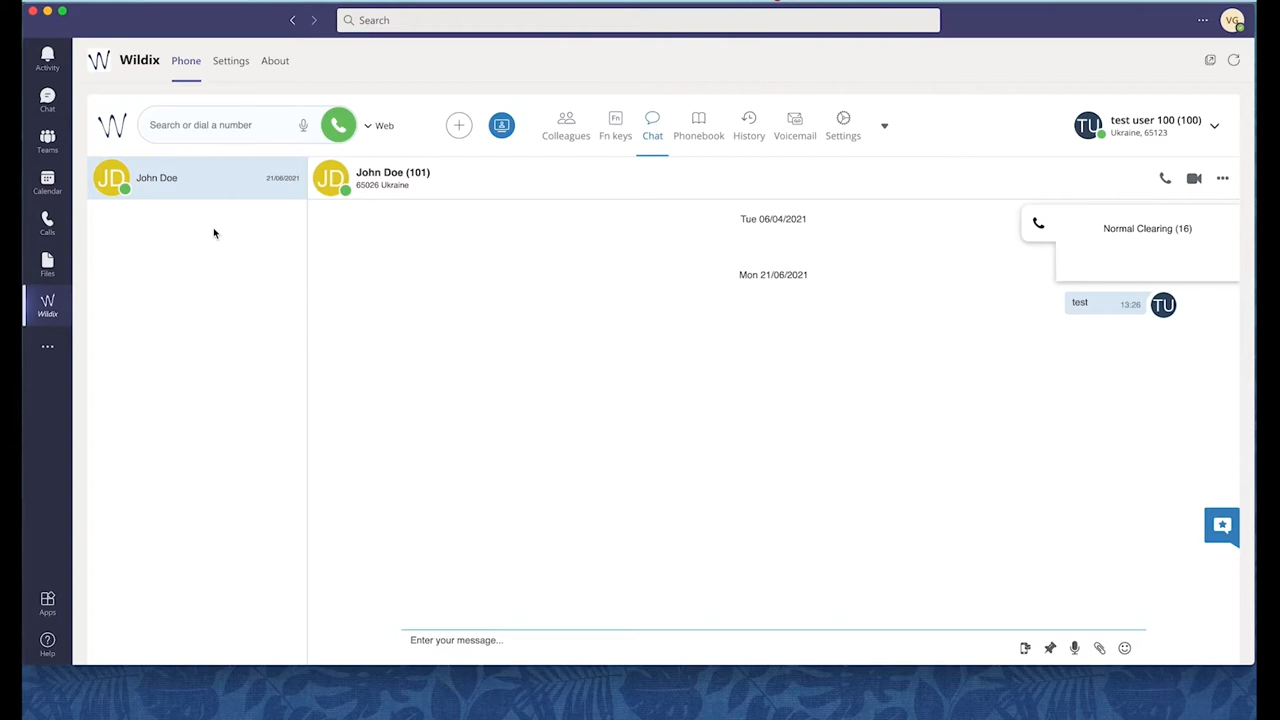 Search
VG
Activity
Chat
Teams
Calendar
Calls
Files
Wildix
Apps
Help
W Wildix
Phone
Settings
About
W
Search or dial a number
Web
Colleagues
Fn
Fn keys
Chat
Phonebook
History
Voicemail
Settings
TU
test user 100 (100)
Ukraine, 65123
JD
John Doe
21/06/2021
JD
John Doe (101)
65026 Ukraine
Tue 06/04/2021
Normal Clearing (16)
Mon 21/06/2021
test
13:26
TU
Enter your message...